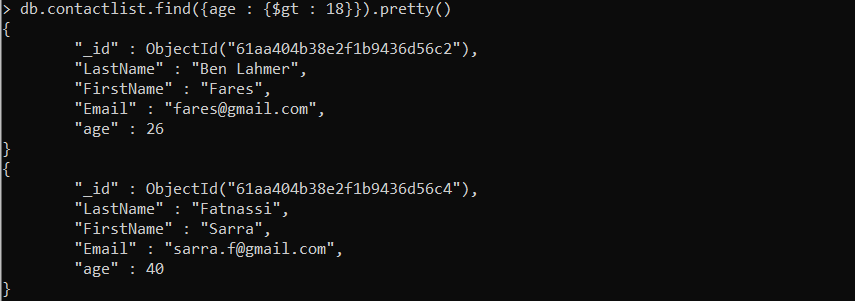 > db.contactlist.find({age : {$gt : 18}}).pretty()
{
        "_id" : ObjectId("61aa404b38e2f1b9436d56c2"),
        "LastName" : "Ben Lahmer",
        "FirstName" : "Fares",
        "Email" : "fares@gmail.com",
        "age" : 26
}
{
        "_id" : ObjectId("61aa404b38e2f1b9436d56c4"),
        "LastName" : "Fatnassi",
        "FirstName" : "Sarra",
        "Email" : "sarra.f@gmail.com",
        "age" : 40
}